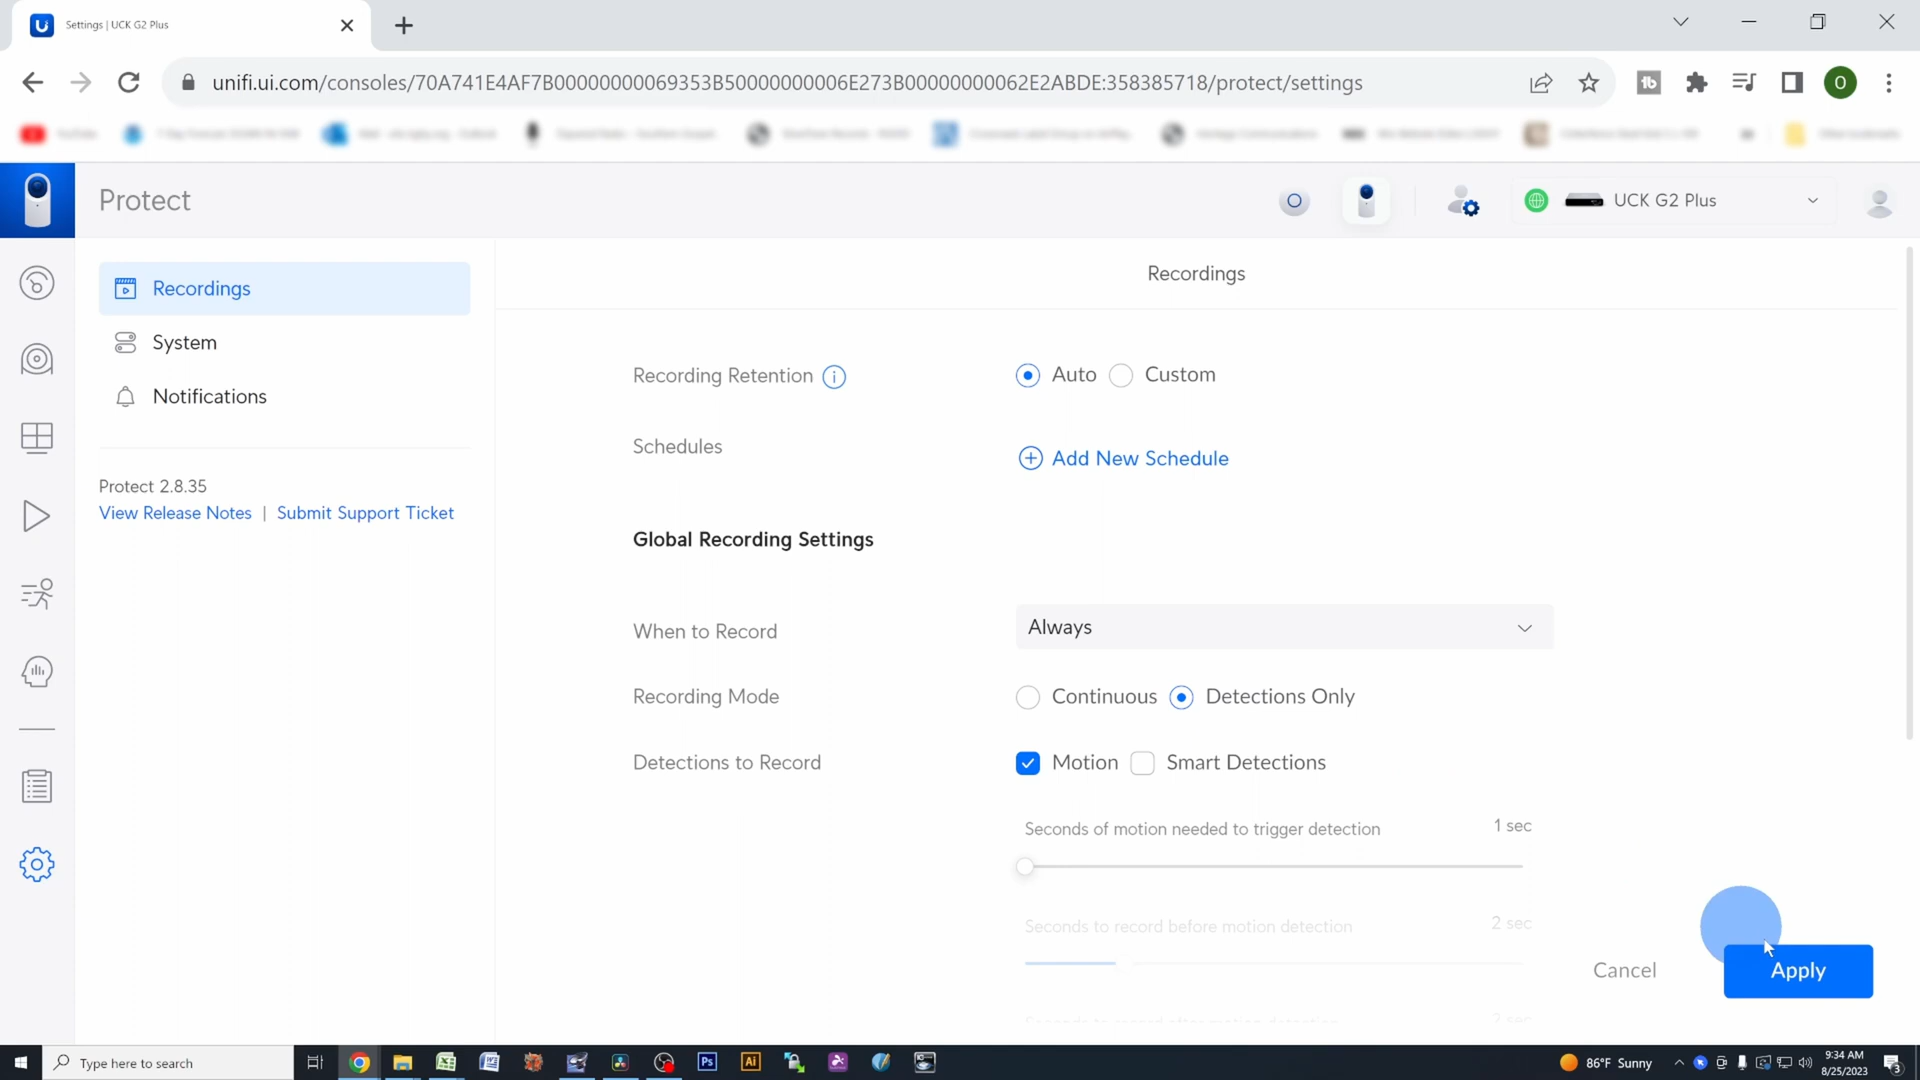 Settings | UCK G2 Plus
unifi.ui.com/consoles/70A741E4AF7B00000000069353B50000000006E273B00000000062E2ABDE:358385718/protect/settings
O
Protect
UCK G2 Plus
Recordings
System
Notifications
Protect 2.8.35
View Release Notes | Submit Support Ticket
Recordings
Recording Retention
Auto Custom
Schedules
Add New Schedule
Global Recording Settings
When to Record
Always
Recording Mode
Continuous Detections Only
Detections to Record
Motion Smart Detections
Seconds of motion needed to trigger detection 1 sec
Seconds to record before motion detection 2 sec
Cancel
Apply
Type here to search
Ps
Ai
86°F Sunny
9:34 AM
8/25/2023
3